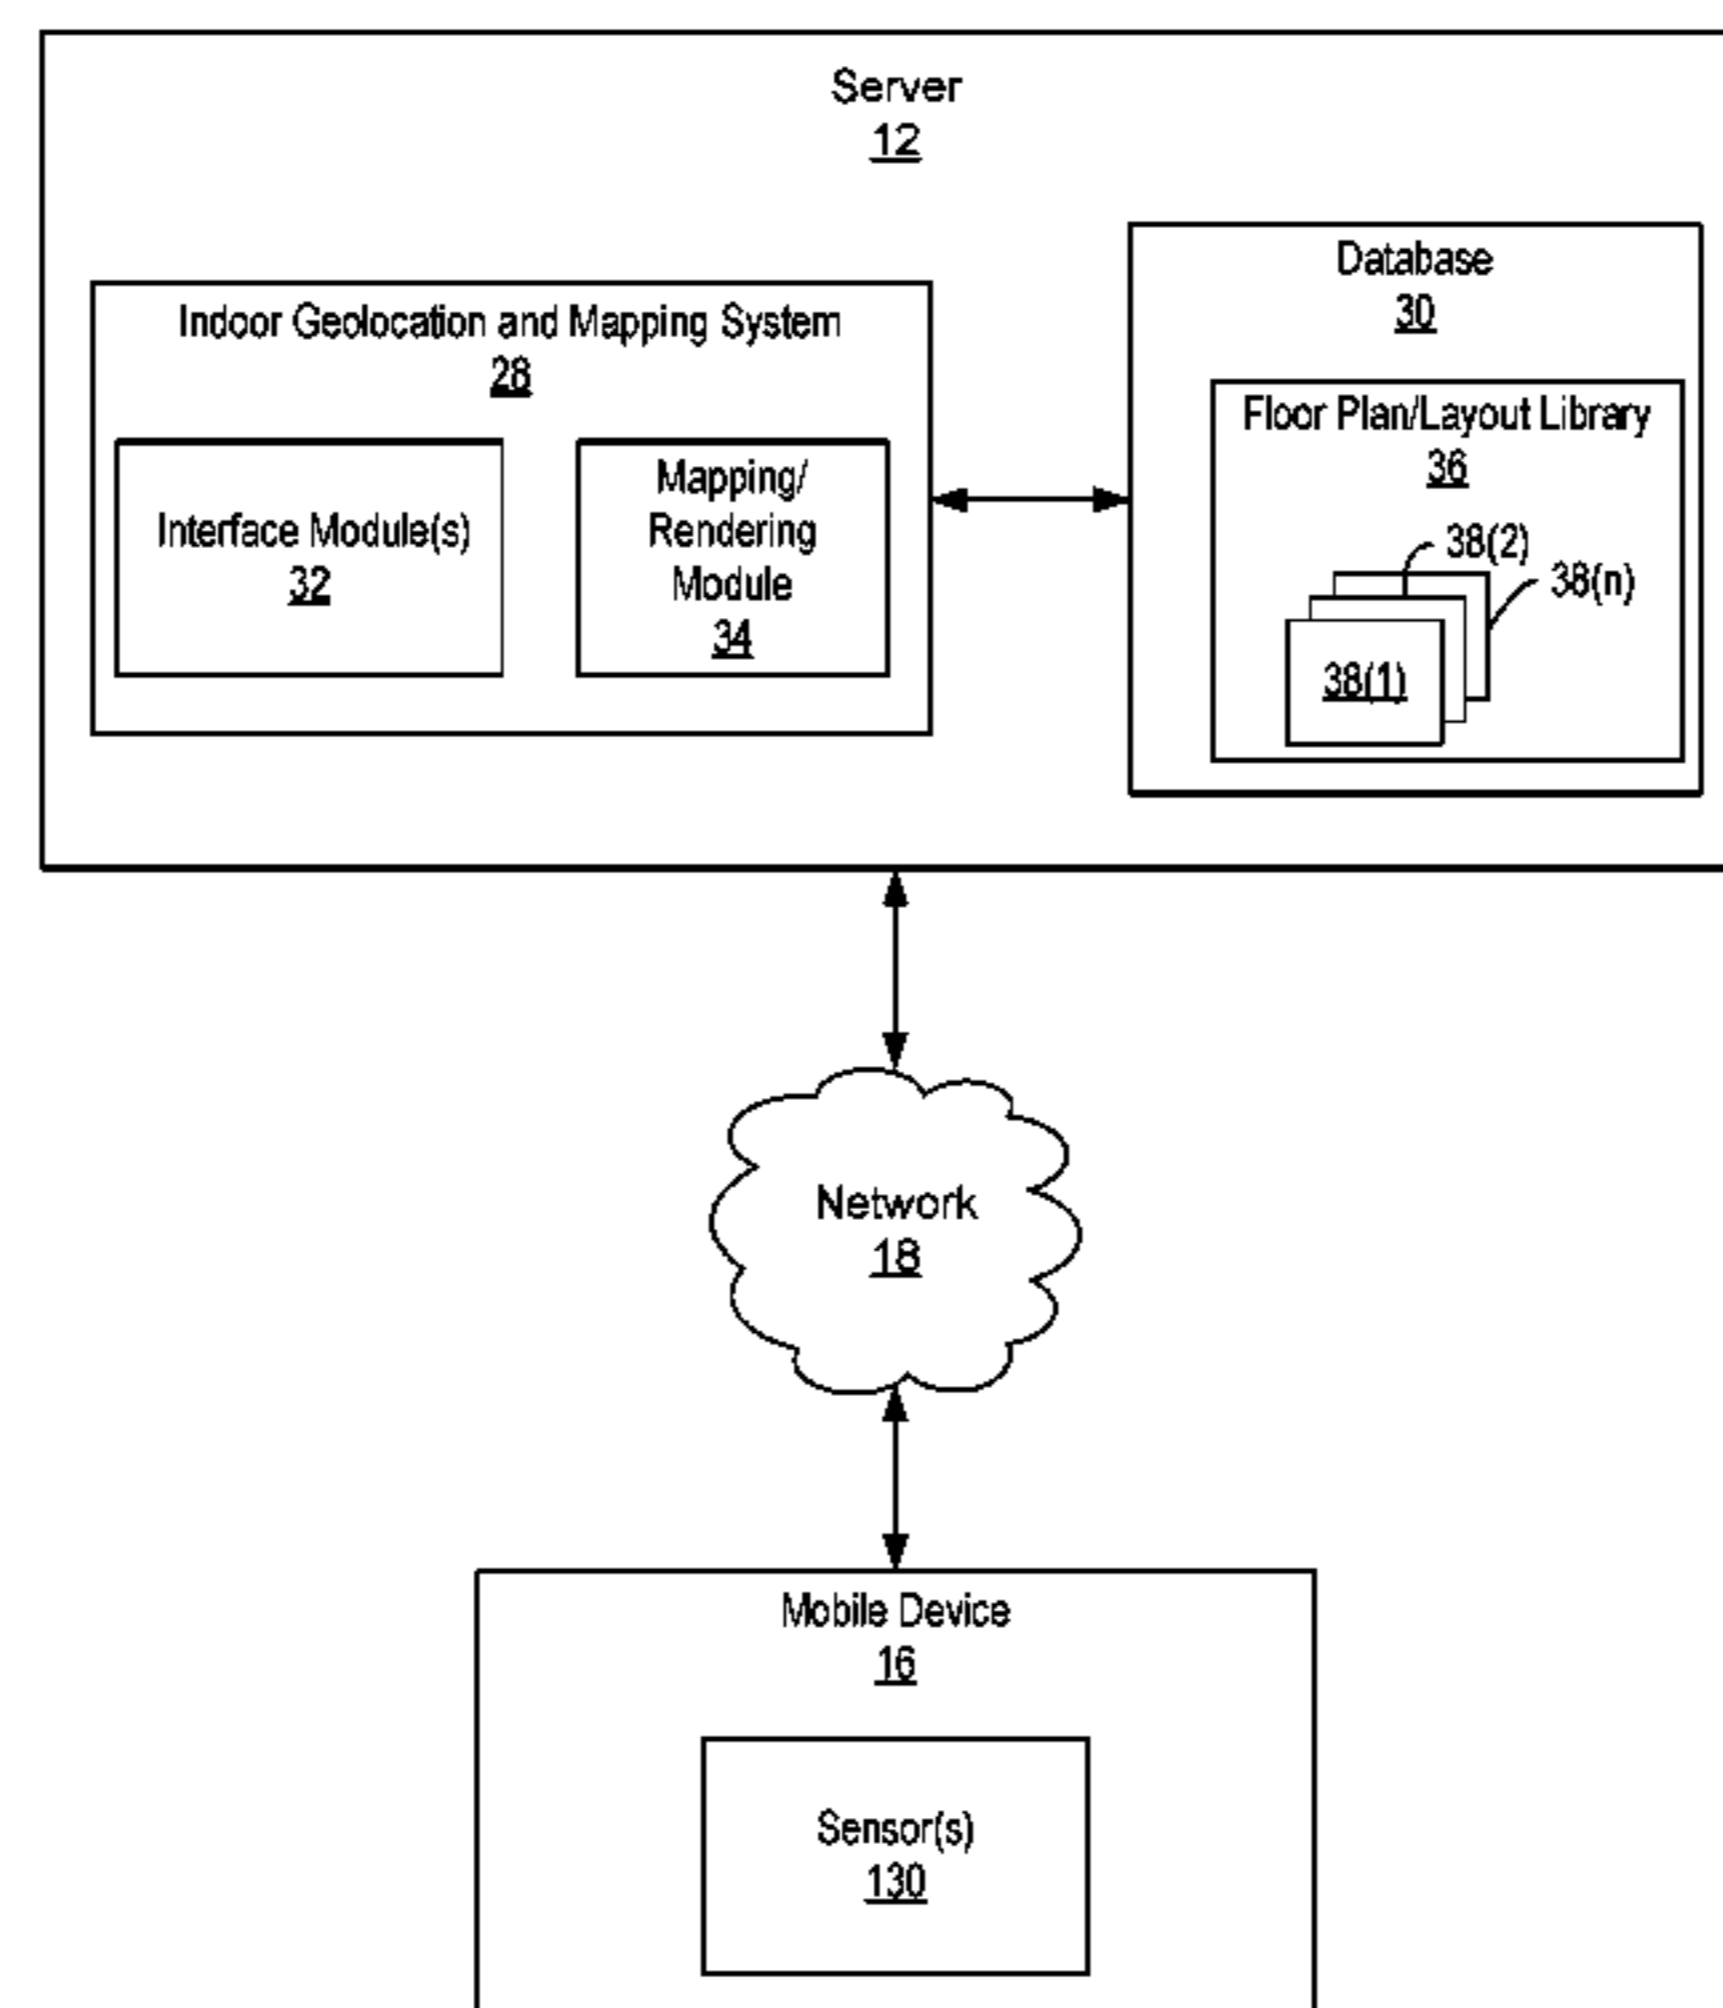 Server
12
Indoor Geolocation and Mapping System
28
Interface Module(s)
32
Mapping/
Rendering
Module
34
Database
30
Floor Plan/Layout Library
36
38(2)
38(n)
38(1)
Network
18
Mobile Device
16
Sensor(s)
130